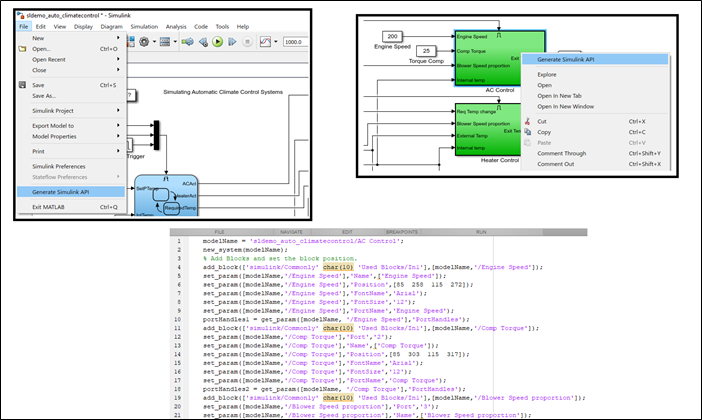 sldemo_auto_climatecontrol * - Simulink
File Edit View Display Diagram Simulation Analysis Code Tools Help
New
Open... Ctrl+O
Open Recent
Close
Save Ctrl+S
Save As...
Simulink Project
Export Model to
Model Properties
Print
Simulink Preferences
Stateflow Preferences
Generate Simulink API
Exit MATLAB Ctrl+Q
1000.0
Simulating Automatic Climate Control Systems
?
Trigger
SetPTemp
ACAct
HeaterAct
RequiredTemp
200
Engine Speed
25
Torque Comp
Engine Speed
Comp Torque
Blower Speed proportion
Internal temp
Exit
AC Control
Req Temp change
Blower Speed proportion
External Temp
Internal temp
Exit Te
Heater Control
Generate Simulink API
Explore
Open
Open In New Tab
Open In New Window
Cut Ctrl+X
Copy Ctrl+C
Paste Ctrl+V
Comment Through Ctrl+Shift+Y
Comment Out Ctrl+Shift+X
FILE NAVIGATE EDIT BREAKPOINTS RUN
1 modelName = 'sldemo_auto_climatecontrol/AC Control';
2 new_system(modelName);
3 % Add Blocks and set the block position.
4 add_block(['simulink/Commonly' char(10) 'Used Blocks/In1'],[modelName,'/Engine Speed']);
5 set_param([modelName,'/Engine Speed'],'Name',['Engine Speed']);
6 set_param([modelName,'/Engine Speed'],'Position',[85 258 115 272]);
7 set_param([modelName,'/Engine Speed'],'FontName','Arial');
8 set_param([modelName,'/Engine Speed'],'FontSize','12');
9 set_param([modelName,'/Engine Speed'],'PortName','Engine Speed');
10 portHandles1 = get_param([modelName, '/Engine Speed'],'PortHandles');
11 add_block(['simulink/Commonly' char(10) 'Used Blocks/In1'],[modelName,'/Comp Torque']);
12 set_param([modelName,'/Comp Torque'],'Port','2');
13 set_param([modelName,'/Comp Torque'],'Name',['Comp Torque']);
14 set_param([modelName,'/Comp Torque'],'Position',[85 303 115 317]);
15 set_param([modelName,'/Comp Torque'],'FontName','Arial');
16 set_param([modelName,'/Comp Torque'],'FontSize','12');
17 set_param([modelName,'/Comp Torque'],'PortName','Comp Torque');
18 portHandles2 = get_param([modelName, '/Comp Torque'],'PortHandles');
19 add_block(['simulink/Commonly' char(10) 'Used Blocks/In1'],[modelName,'/Blower Speed proportion']);
20 set_param([modelName,'/Blower Speed proportion'],'Port','3');
21 set_param([modelName,'/Blower Speed proportion'],'Name',['Blower Speed proportion']);